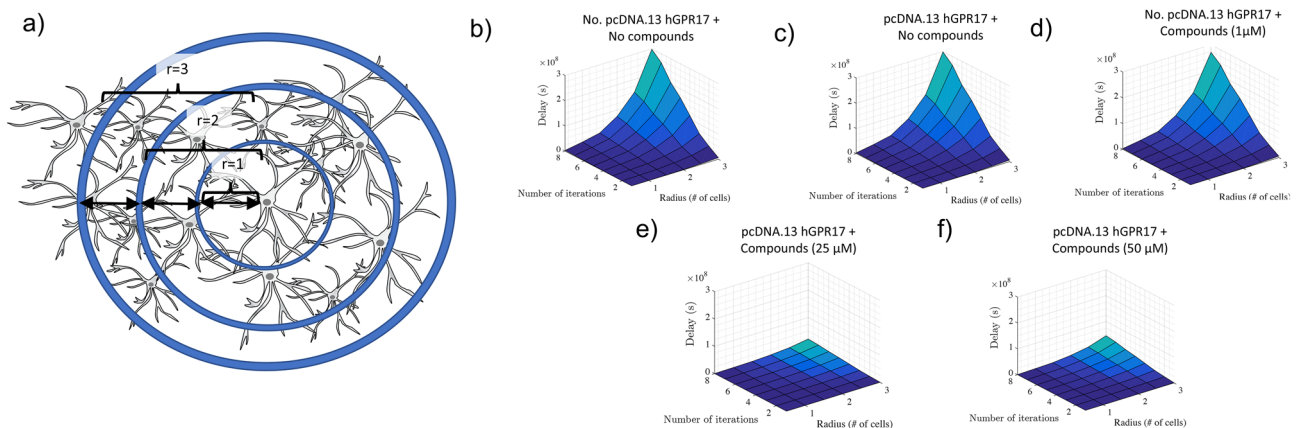 a)
r=3
r=2
r=1
b)
No. pcDNA.13 hGPR17 +
No compounds
×10^8
3
2
1
0
Delay (s)
8
6
4
2
Number of iterations
1
2
3
Radius (# of cells)
c)
pcDNA.13 hGPR17 +
No compounds
×10^8
3
2
1
0
Delay (s)
8
6
4
2
Number of iterations
1
2
3
Radius (# of cells)
d)
No. pcDNA.13 hGPR17 +
Compounds (1µM)
×10^8
3
2
1
0
Delay (s)
8
6
4
2
Number of iterations
1
2
3
Radius (# of cells)
e)
pcDNA.13 hGPR17 +
Compounds (25 µM)
×10^8
3
2
1
0
Delay (s)
8
6
4
2
Number of iterations
1
2
3
Radius (# of cells)
f)
pcDNA.13 hGPR17 +
Compounds (50 µM)
×10^8
3
2
1
0
Delay (s)
8
6
4
2
Number of iterations
1
2
3
Radius (# of cells)